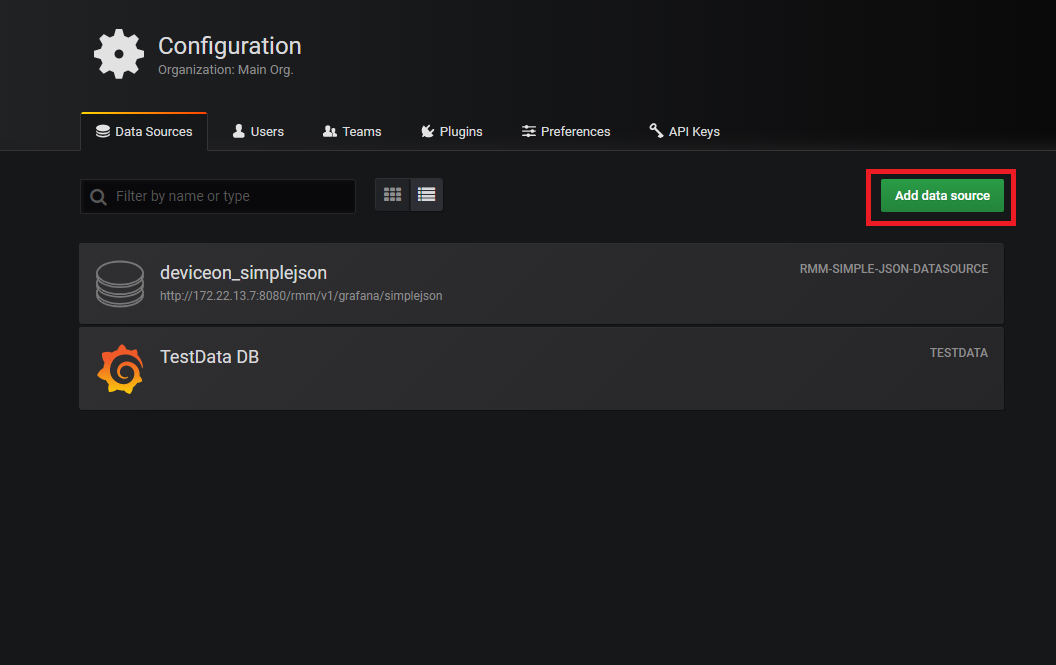 Configuration
Organization: Main Org.
Data Sources Users Teams Plugins Preferences API Keys
Filter by name or type
Add data source
deviceon_simplejson
RMM-SIMPLE-JSON-DATASOURCE
http://172.22.13.7:8080/rmm/v1/grafana/simplejson
TestData DB
TESTDATA